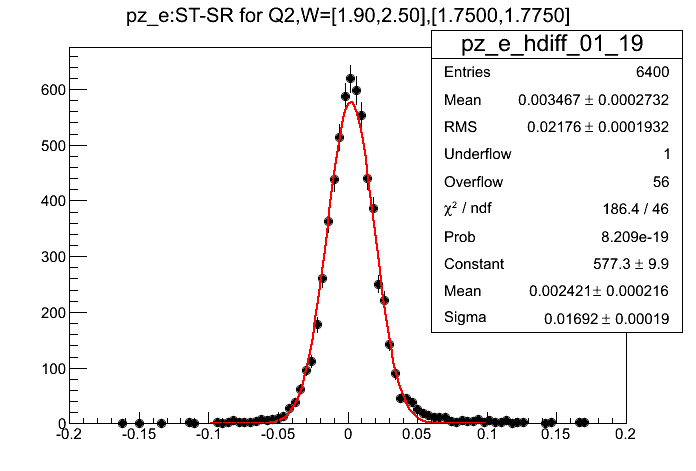 pz_e:ST-SR for Q2,W=[1.90,2.50],[1.7500,1.7750]
pz_e_hdiff_01_19
Entries 6400
Mean 0.003467 ± 0.0002732
RMS 0.02176 ± 0.0001932
Underflow 1
Overflow 56
χ² / ndf 186.4 / 46
Prob 8.209e-19
Constant 577.3 ± 9.9
Mean 0.002421 ± 0.000216
Sigma 0.01692 ± 0.00019
600
500
400
300
200
100
0
-0.2 -0.15 -0.1 -0.05 0 0.05 0.1 0.15 0.2